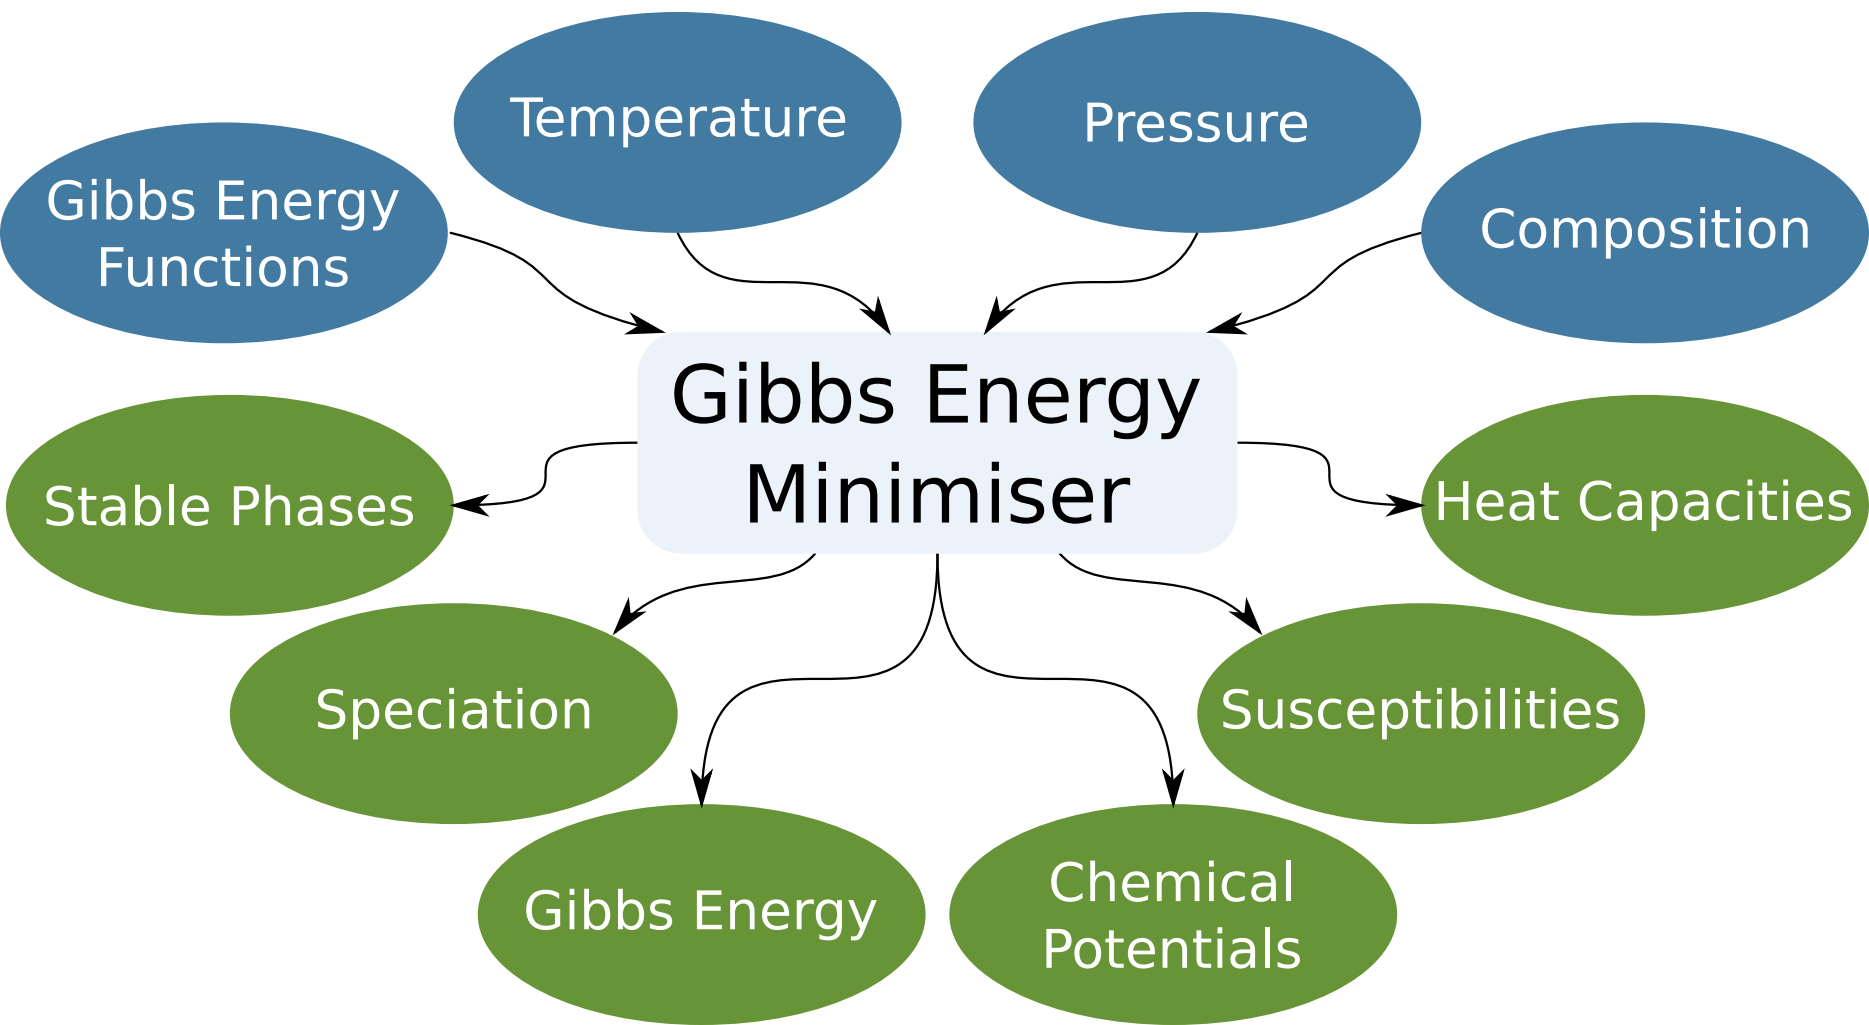 Temperature
Pressure
Gibbs Energy
Functions
Composition
Gibbs Energy
Minimiser
Stable Phases
Heat Capacities
Speciation
Susceptibilities
Gibbs Energy
Chemical
Potentials